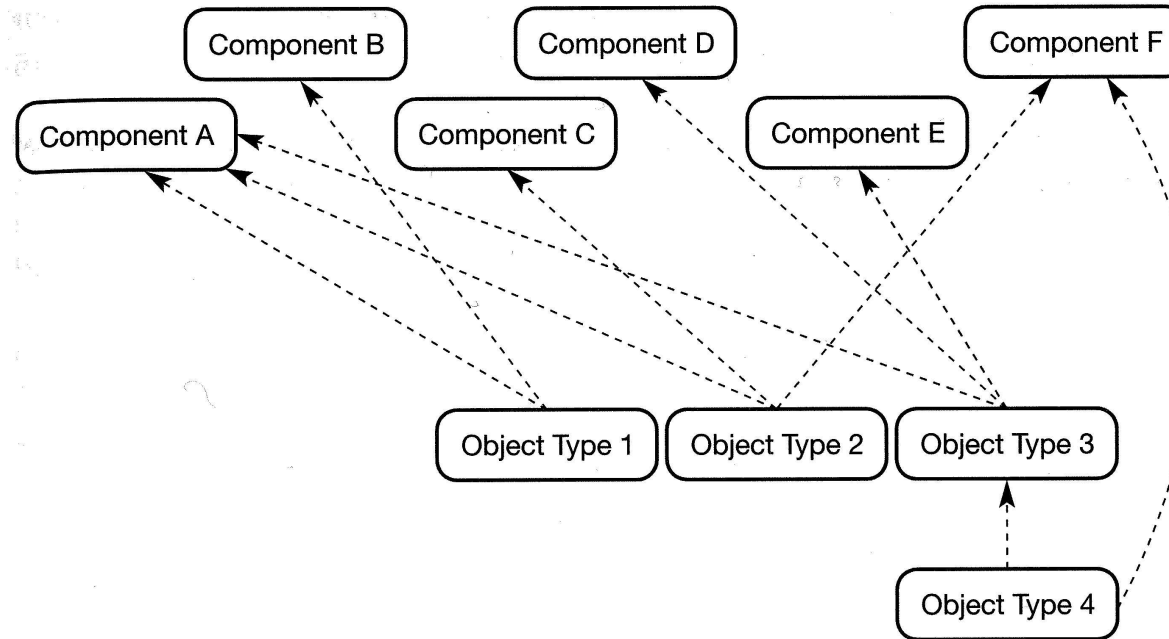 Component B
Component D
Component F
Component A
Component C
Component E
Object Type 1
Object Type 2
Object Type 3
Object Type 4